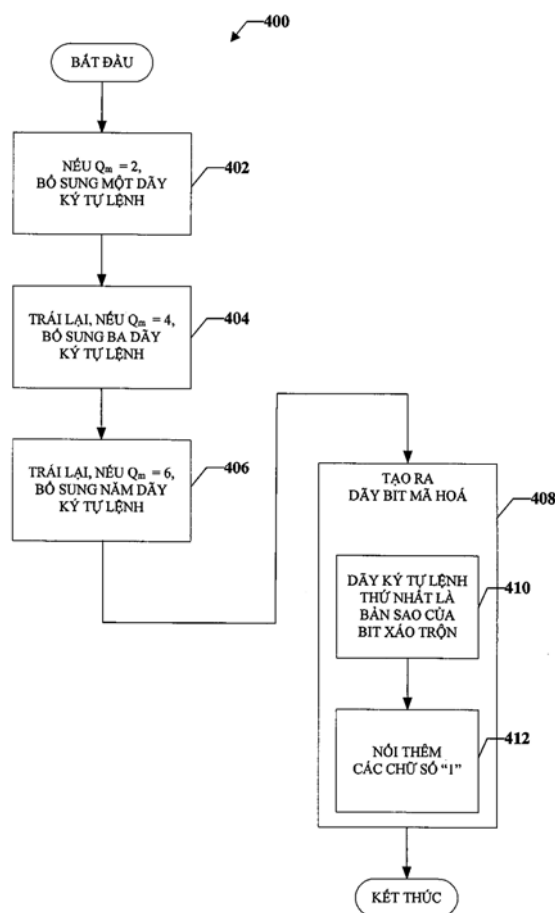 400
BẮT ĐẦU
NẾU Qm = 2,
BỔ SUNG MỘT DÃY
KÝ TỰ LỆNH
402
TRÁI LẠI, NẾU Qm = 4,
BỔ SUNG BA DÃY
KÝ TỰ LỆNH
404
TRÁI LẠI, NẾU Qm = 6,
BỔ SUNG NĂM DÃY
KÝ TỰ LỆNH
406
TẠO RA
DÃY BIT MÃ HOÁ
408
DÃY KÝ TỰ LỆNH
THỨ NHẤT LÀ
BẢN SAO CỦA
BIT XÁO TRỘN
410
NỐI THÊM
CÁC CHỮ SỐ "1"
412
KẾT THÚC